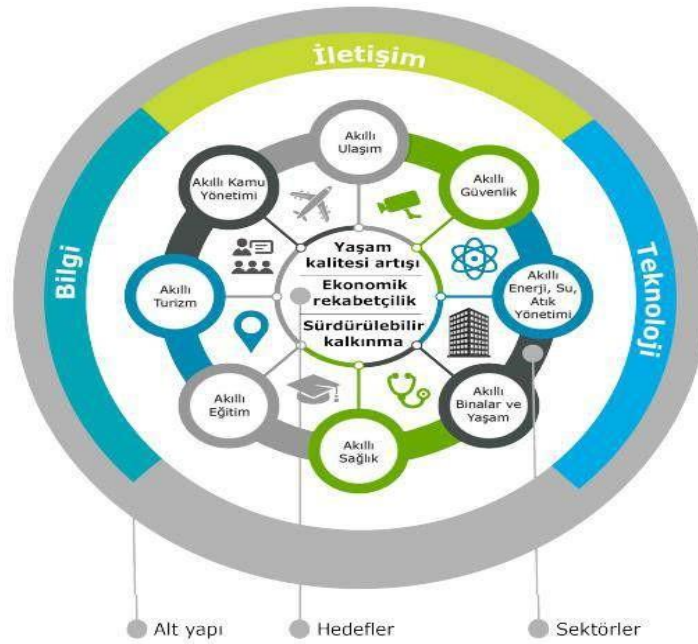 İletişim
Bilgi
Teknoloji
Akıllı
Ulaşım
Akıllı Kamu
Yönetimi
Akıllı
Güvenlik
Yaşam
kalitesi artışı
Ekonomik
rekabetçilik
Sürdürülebilir
kalkınma
Akıllı
Turizm
Akıllı
Enerji, Su,
Atık
Yönetimi
Akıllı
Eğitim
Akıllı
Binalar ve
Yaşam
Akıllı
Sağlık
Alt yapı
Hedefler
Sektörler